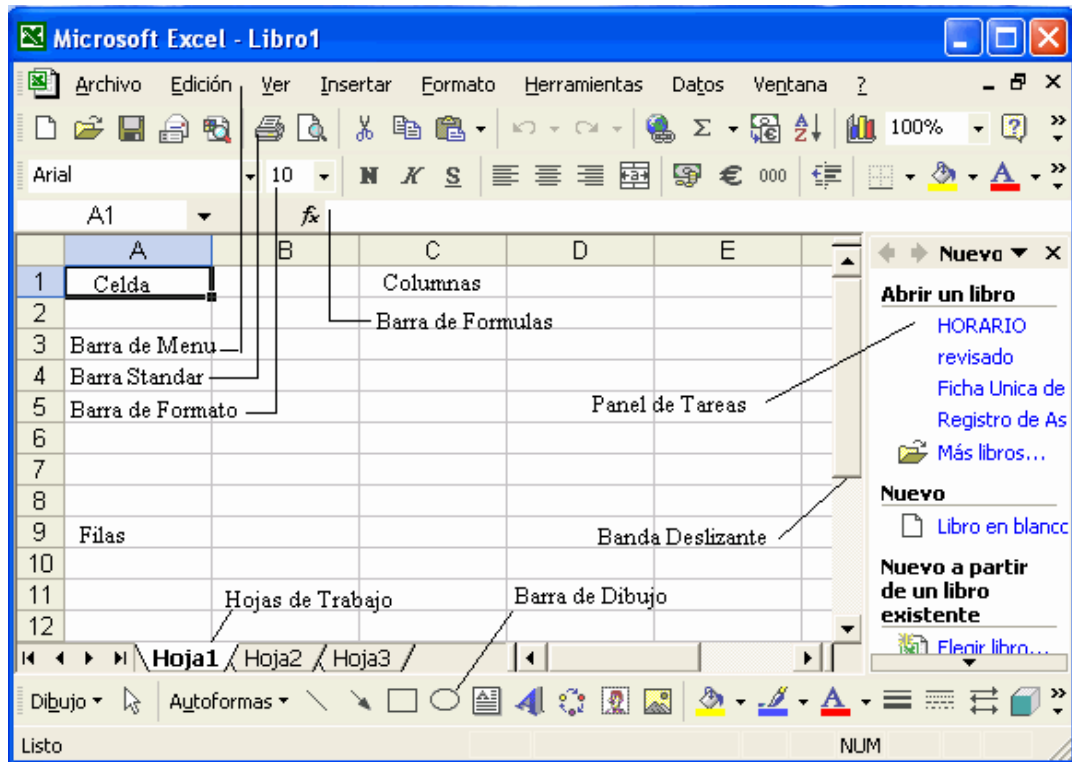 Microsoft Excel - Libro1
Archivo Edición Ver Insertar Formato Herramientas Datos Ventana ?
100%
Arial 10 N K S € 000
A1 fx
A B C D E
Nuevo
1 Celda Columnas
Abrir un libro
2
Barra de Formulas
HORARIO
3 Barra de Menu
revisado
4 Barra Standar
Ficha Unica de
5 Barra de Formato Panel de Tareas
Registro de As
6
Más libros...
7
8
Nuevo
9 Filas Banda Deslizante
Libro en blanco
10
Nuevo a partir
11 Hojas de Trabajo Barra de Dibujo
de un libro
existente
12
Elegir libro...
Hoja1 Hoja2 Hoja3
Dibujo Autoformas
Listo NUM